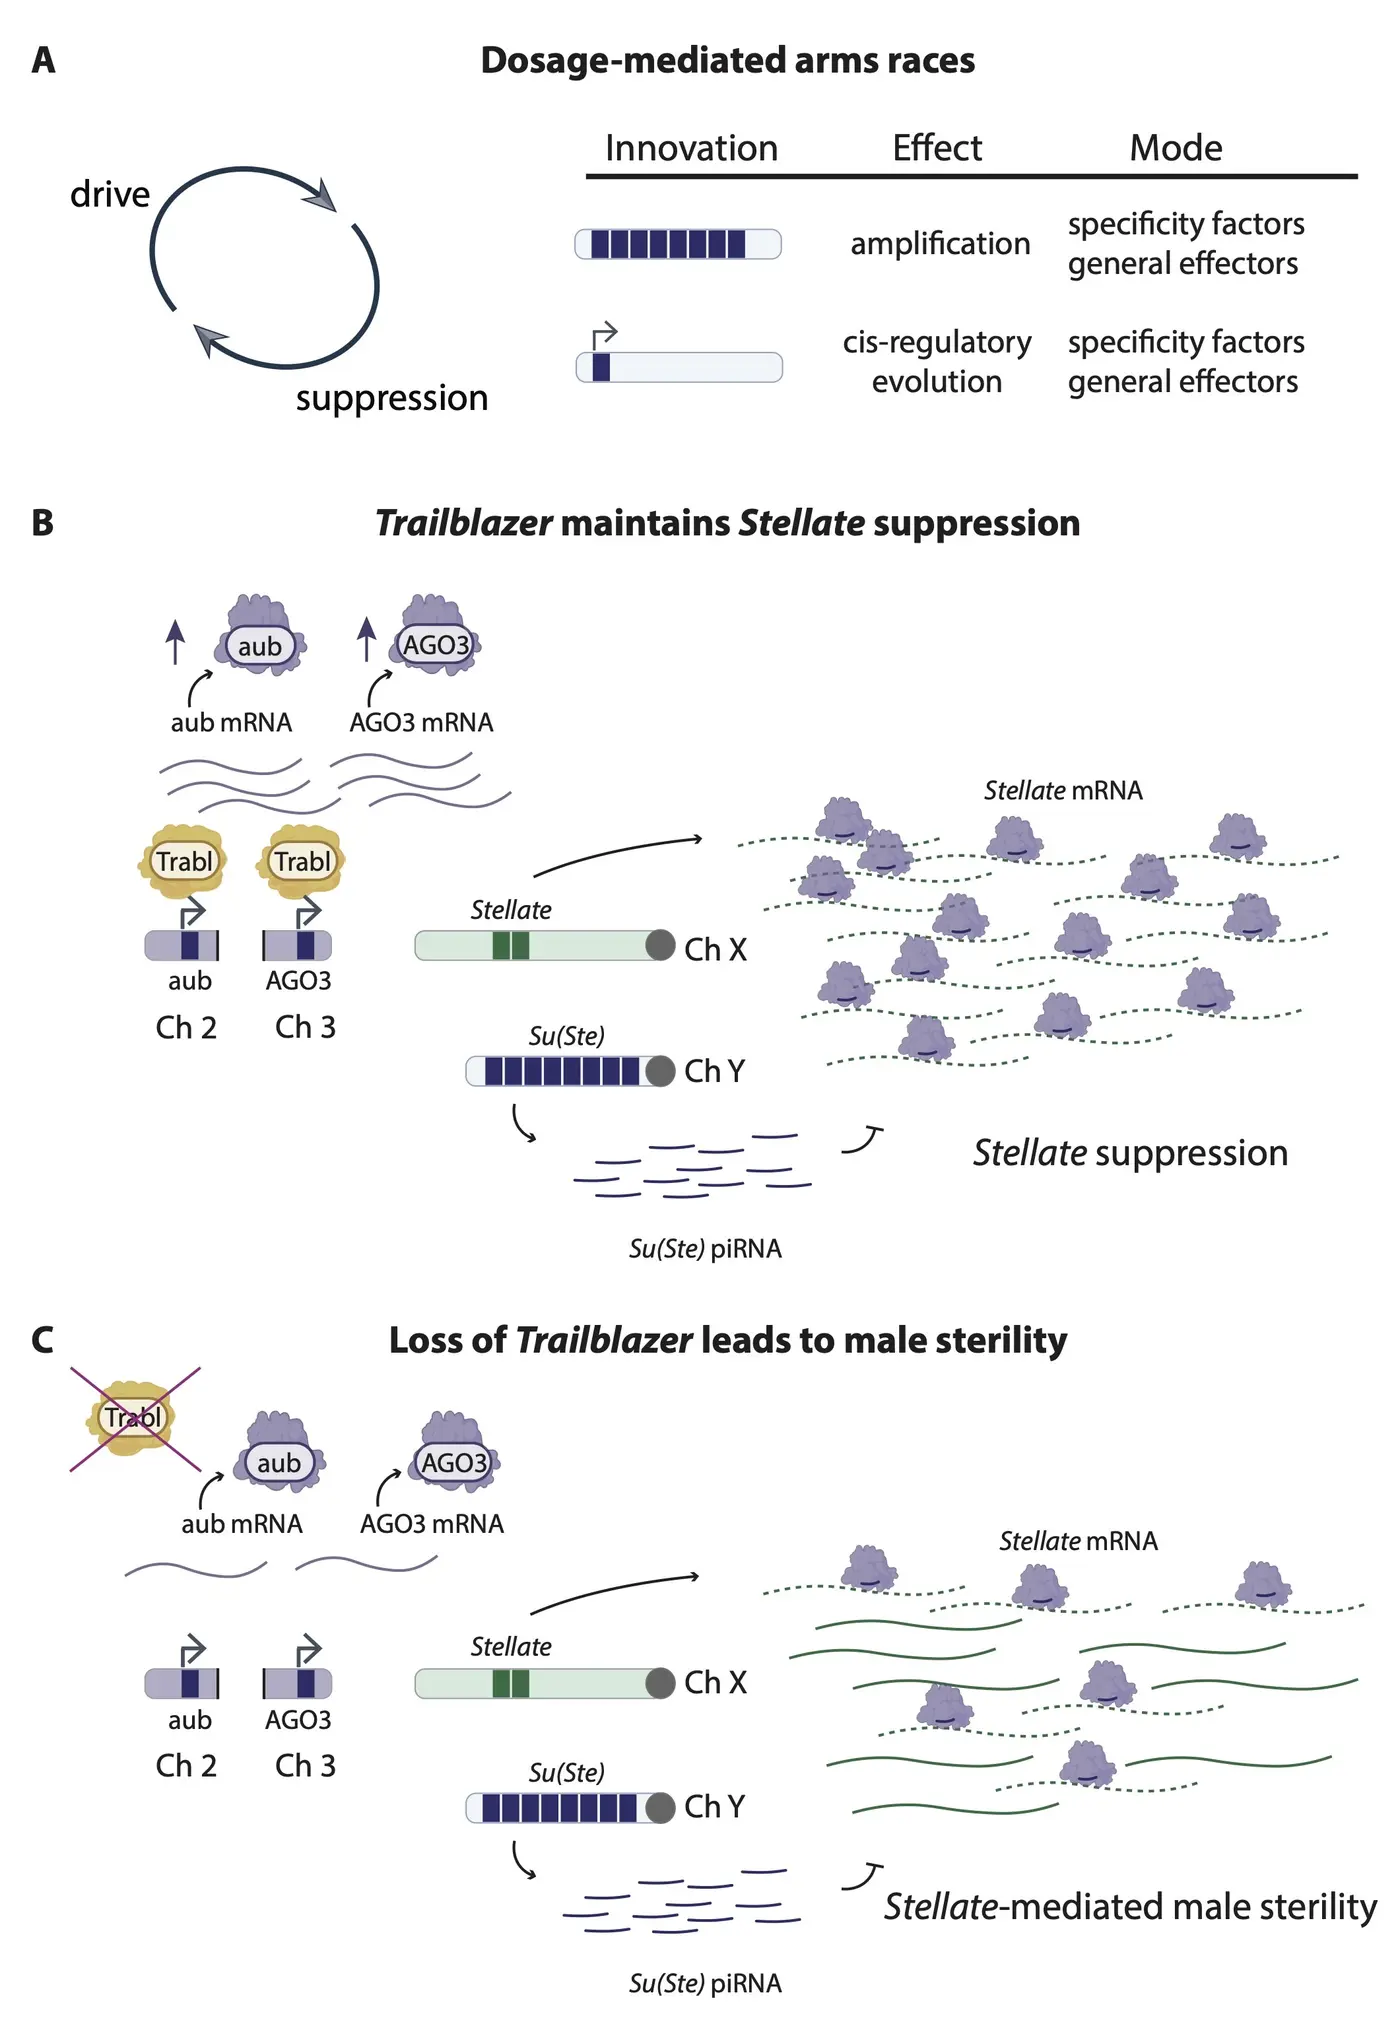 A
Dosage-mediated arms races
drive
suppression
Innovation Effect Mode
amplification
specificity factors
general effectors
cis-regulatory
evolution
specificity factors
general effectors
B
Trailblazer maintains Stellate suppression
aub
AGO3
aub mRNA
AGO3 mRNA
Trabl
Trabl
aub
AGO3
Ch 2
Ch 3
Stellate
Ch X
Su(Ste)
Ch Y
Stellate mRNA
Su(Ste) piRNA
Stellate suppression
C
Loss of Trailblazer leads to male sterility
Trabl
aub
AGO3
aub mRNA
AGO3 mRNA
aub
AGO3
Ch 2
Ch 3
Stellate
Ch X
Su(Ste)
Ch Y
Stellate mRNA
Su(Ste) piRNA
Stellate-mediated male sterility